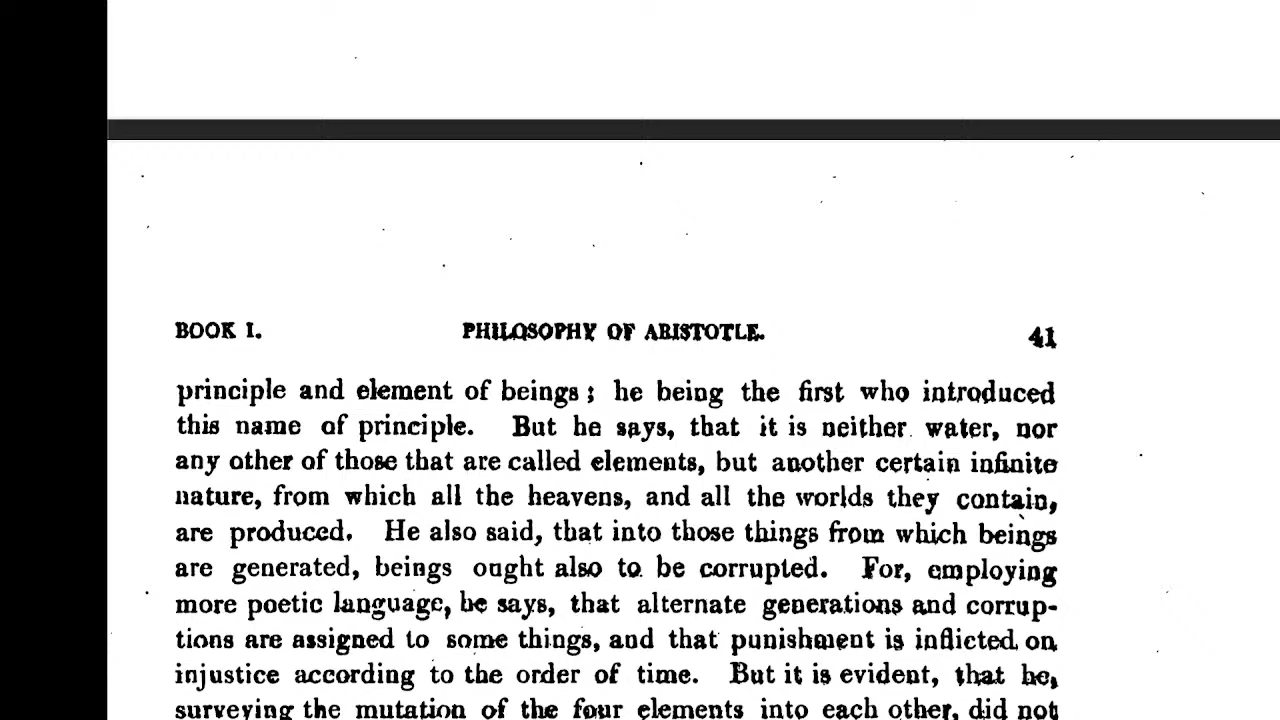 BOOK I. PHILOSOPHY OF ARISTOTLE. 41
principle and element of beings; he being the first who introduced
this name of principle. But he says, that it is neither water, nor
any other of those that are called elements, but another certain infinite
nature, from which all the heavens, and all the worlds they contain,
are produced. He also said, that into those things from which beings
are generated, beings ought also to be corrupted. For, employing
more poetic language, he says, that alternate generations and corrup-
tions are assigned to some things, and that punishment is inflicted on
injustice according to the order of time. But it is evident, that he,
surveying the mutation of the four elements into each other, did not